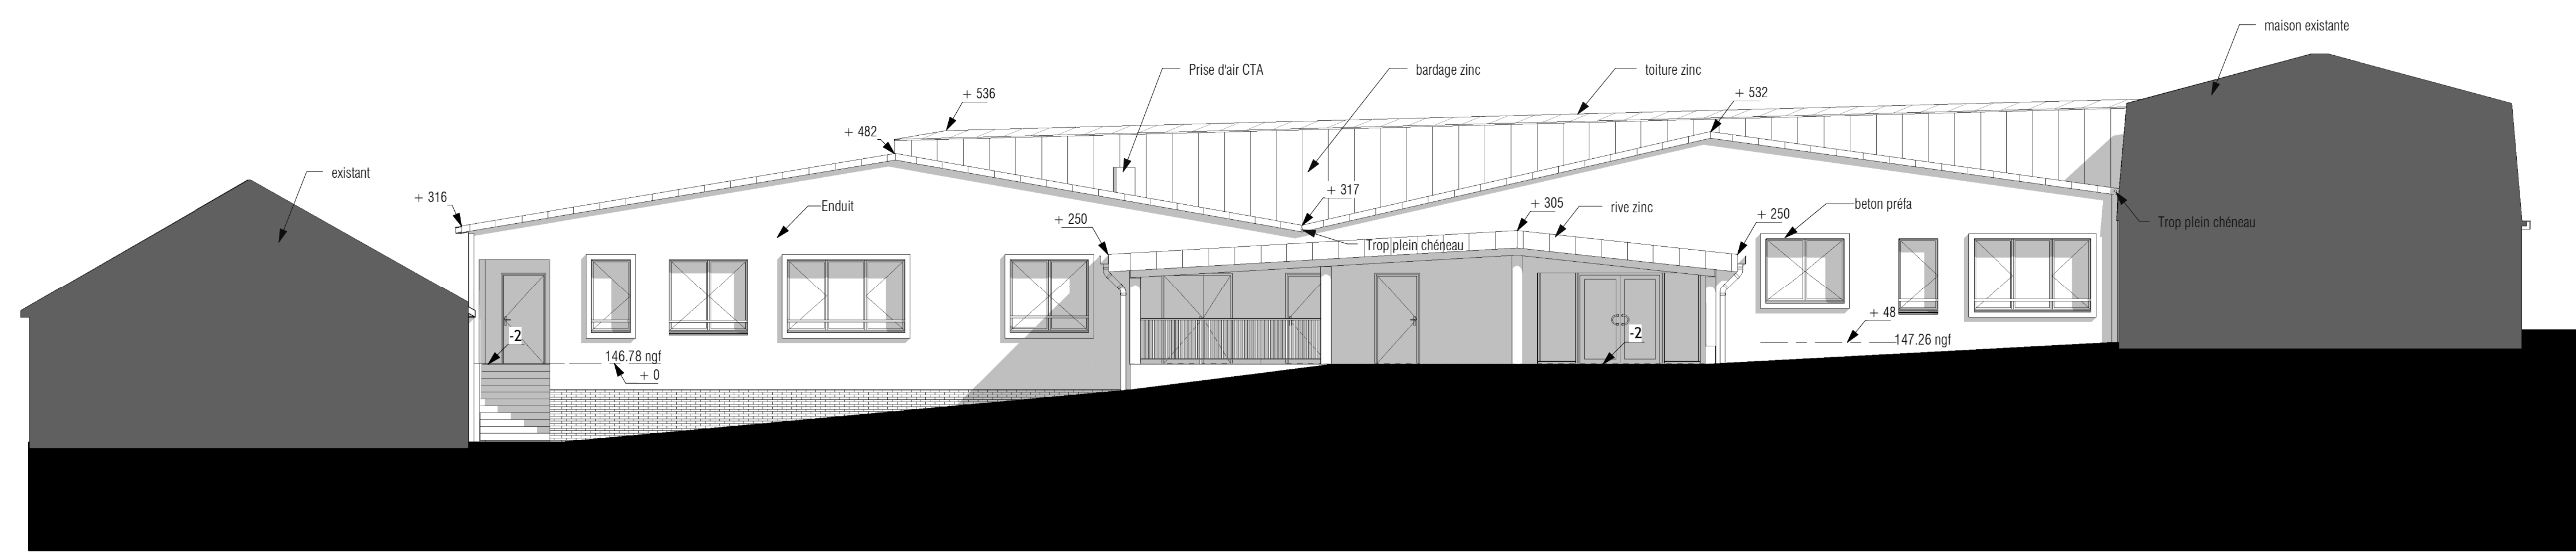 maison existante
Prise d'air CTA
bardage zinc
toiture zinc
+ 536
+ 532
+ 482
existant
+ 316
+ 317
Enduit
+ 250
+ 305
rive zinc
+ 250
beton préfa
Trop plein chéneau
Trop plein chéneau
+ 48
-2
-2
147.26 ngf
146.78 ngf
+ 0